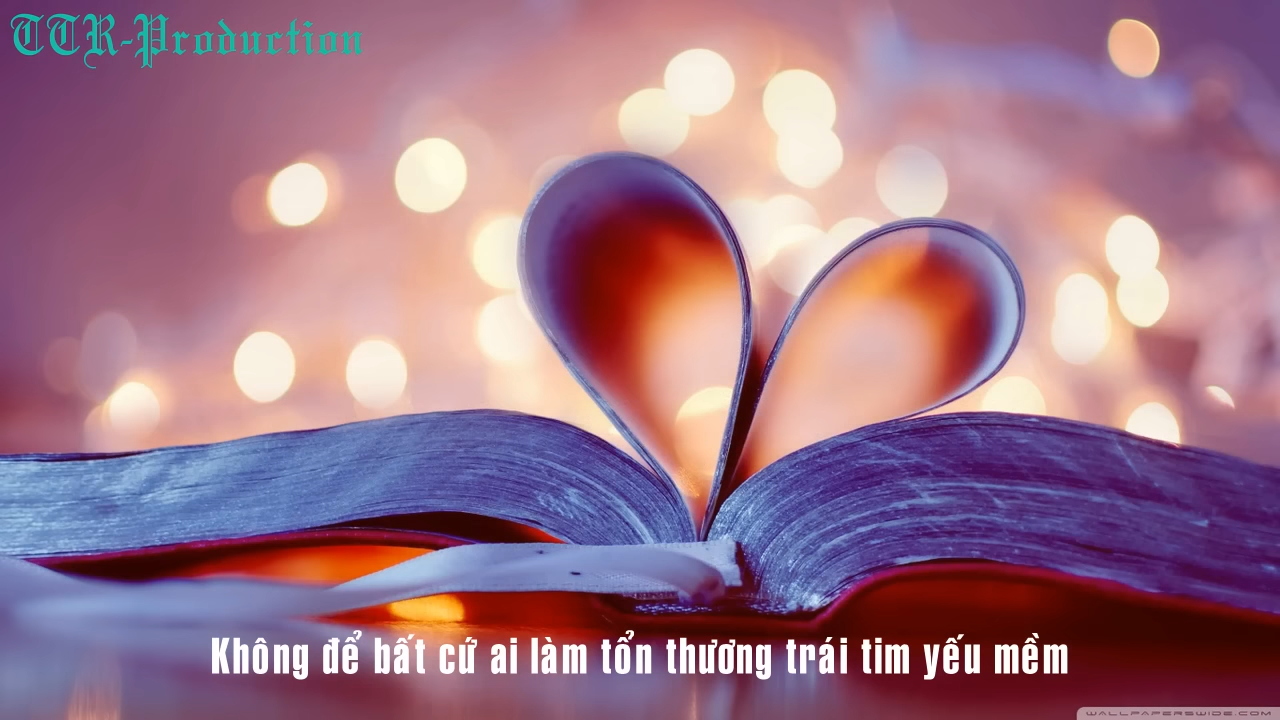 TTR-Production
Không để bất cứ ai làm tổn thương trái tim yếu mềm
WALLPAPERSWIDE.COM